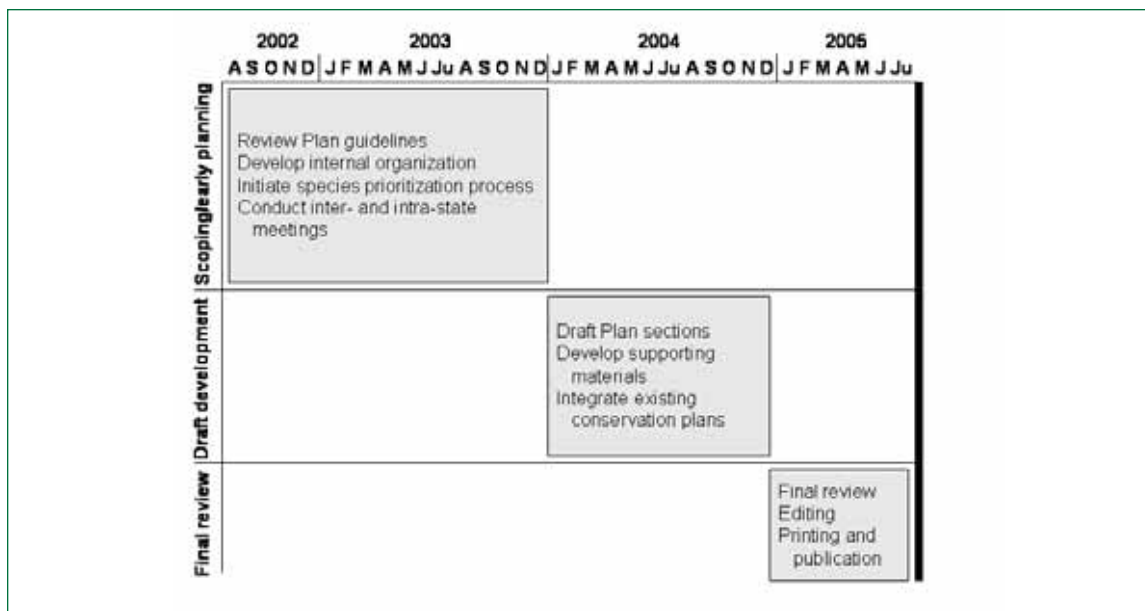 2002 2003 2004 2005
A S O N D J F M A M J Ju A S O N D J F M A M J Ju A S O N D J F M A M J Ju
Scoping/early planning
Review Plan guidelines
Develop internal organization
Initiate species prioritization process
Conduct inter- and intra-state
meetings
Draft development
Draft Plan sections
Develop supporting
materials
Integrate existing
conservation plans
Final review
Final review
Editing
Printing and
publication